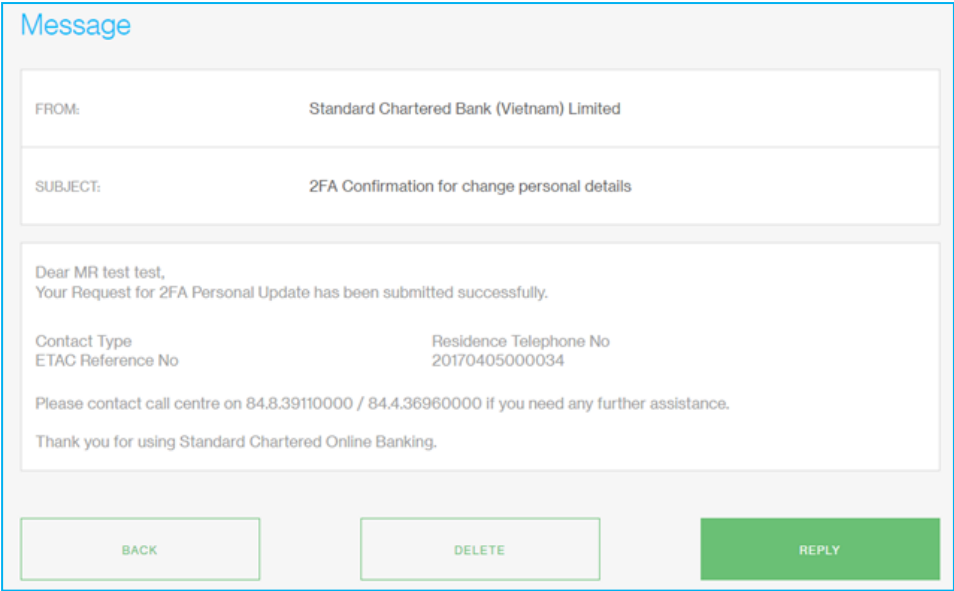 Message
FROM: Standard Chartered Bank (Vietnam) Limited
SUBJECT: 2FA Confirmation for change personal details
Dear MR test test,
Your Request for 2FA Personal Update has been submitted successfully.
Contact Type Residence Telephone No
ETAC Reference No 20170405000034
Please contact call centre on 84.8.39110000 / 84.4.36960000 if you need any further assistance.
Thank you for using Standard Chartered Online Banking.
BACK DELETE REPLY